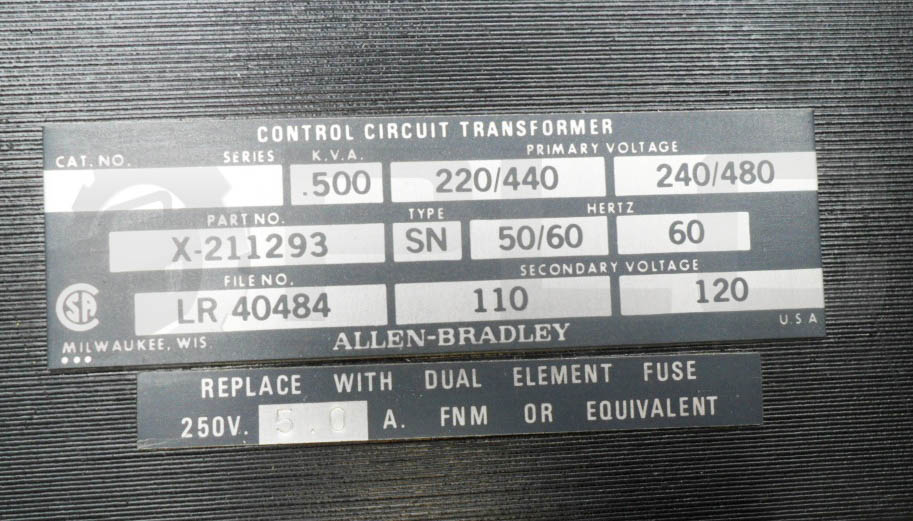 CONTROL CIRCUIT TRANSFORMER
CAT. NO. SERIES K.V.A. PRIMARY VOLTAGE
.500 220/440 240/480
PART NO. TYPE HERTZ
X-211293 SN 50/60 60
FILE NO. SECONDARY VOLTAGE
SA LR 40484 110 120
MILWAUKEE, WIS. ALLEN-BRADLEY USA
REPLACE WITH DUAL ELEMENT FUSE
250V. 5.0 A. FNM OR EQUIVALENT